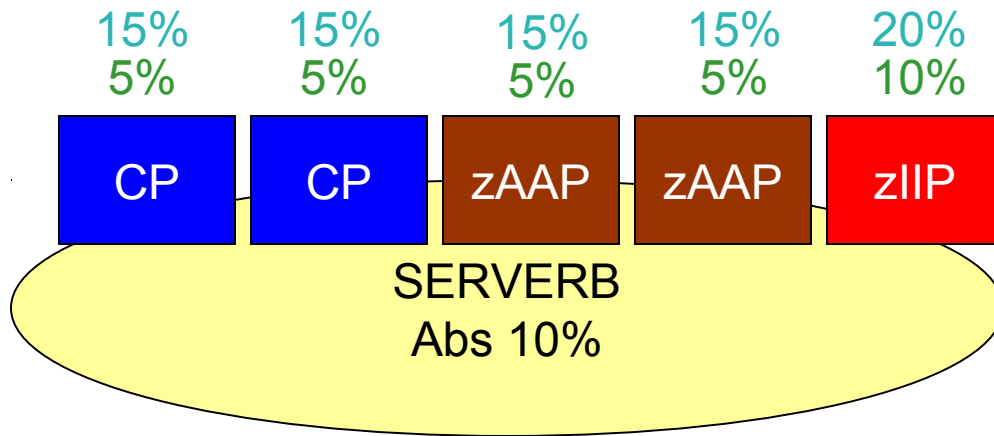 15% 15% 15% 15% 20%
5% 5% 5% 5% 10%
CP CP zAAP zAAP zIIP
SERVERB
Abs 10%